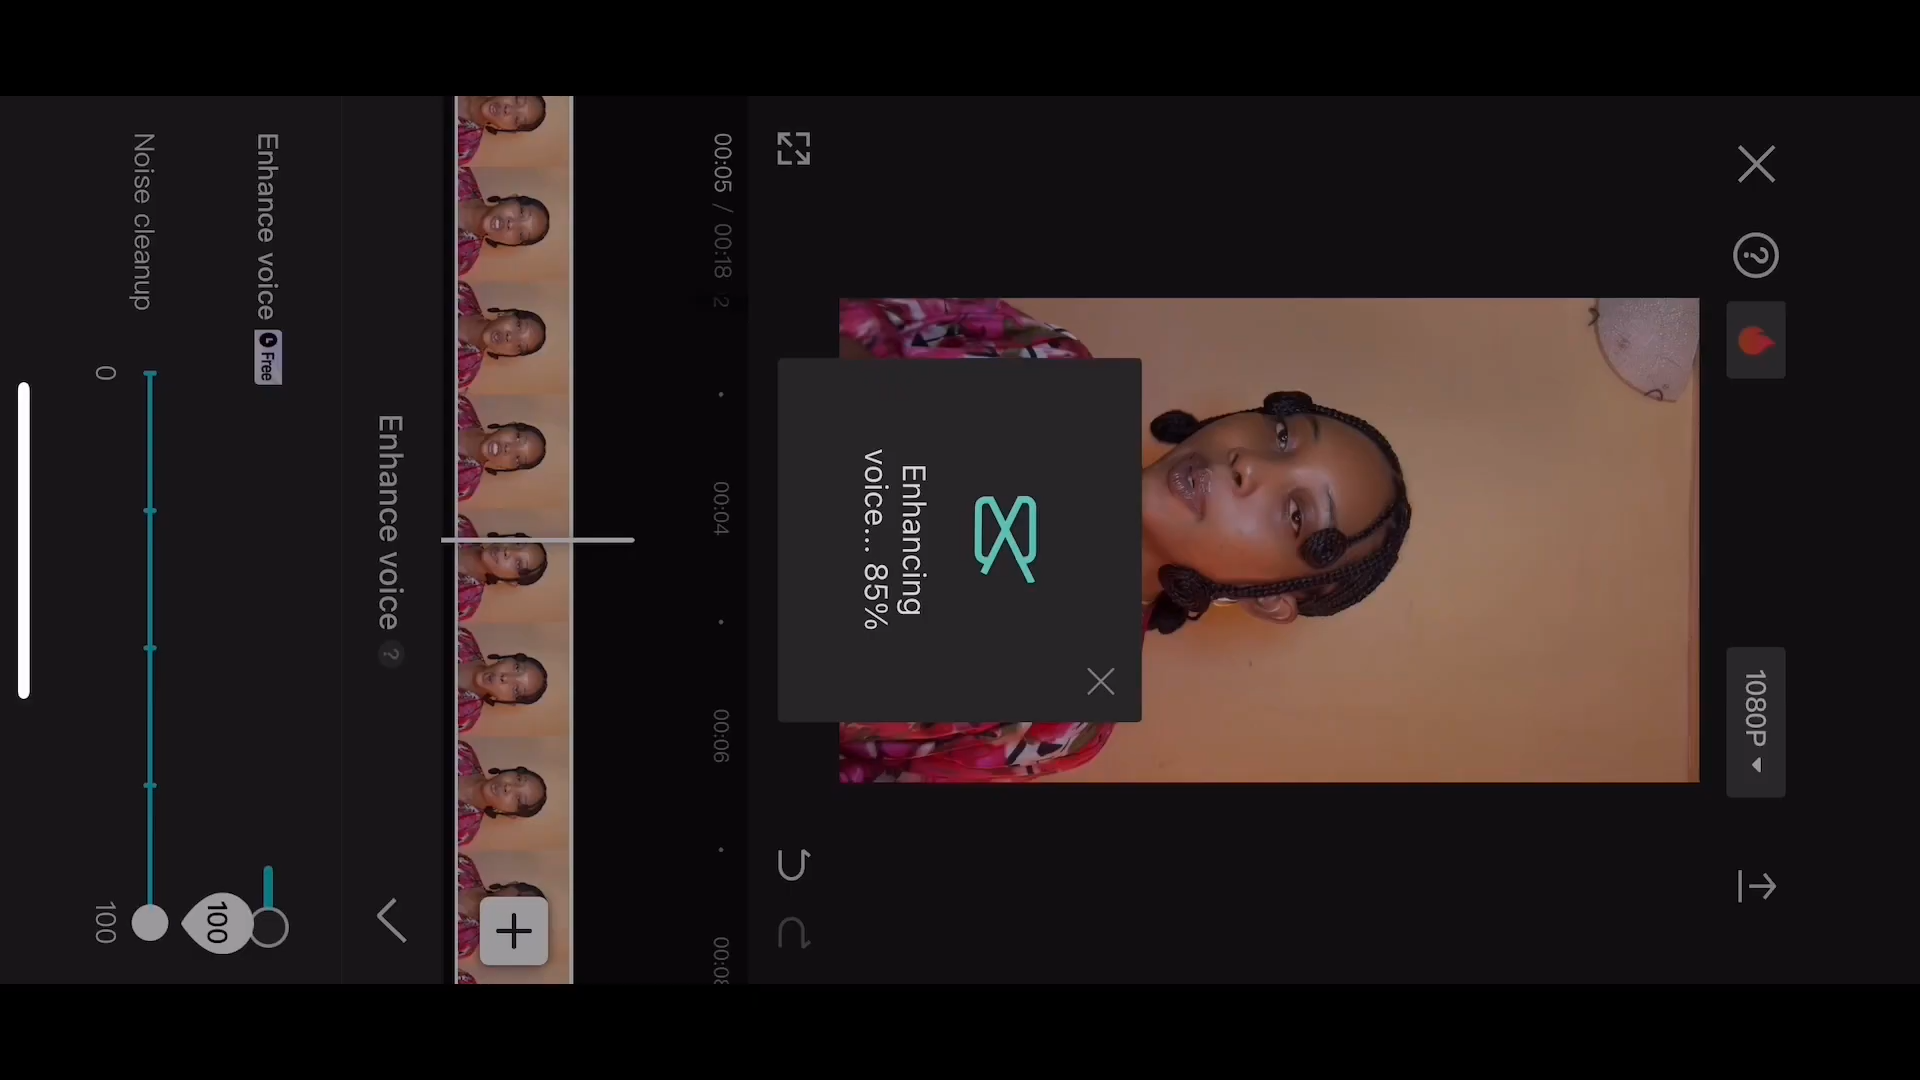 1080P
Enhancing
voice... 85%
00:05 / 00:18
2
00:04
00:06
00:08
Enhance voice ?
Enhance voice Free
100
Noise cleanup
0
100